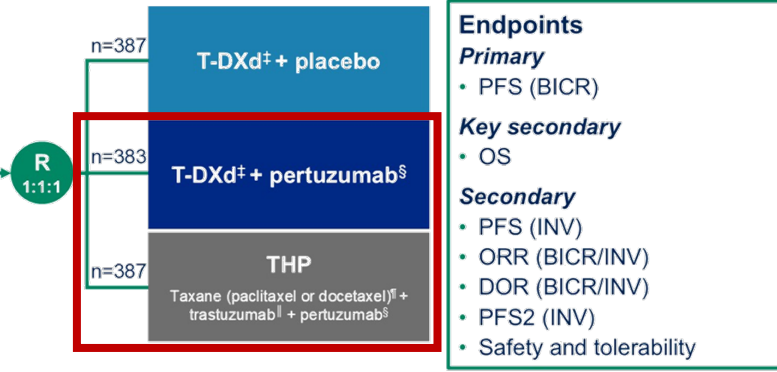 n=387
T-DXd‡ + placebo
R
1:1:1
n=383
T-DXd‡ + pertuzumab§
n=387
THP
Taxane (paclitaxel or docetaxel)¶ +
trastuzumab‖ + pertuzumab§
Endpoints
Primary
• PFS (BICR)
Key secondary
• OS
Secondary
• PFS (INV)
• ORR (BICR/INV)
• DOR (BICR/INV)
• PFS2 (INV)
• Safety and tolerability